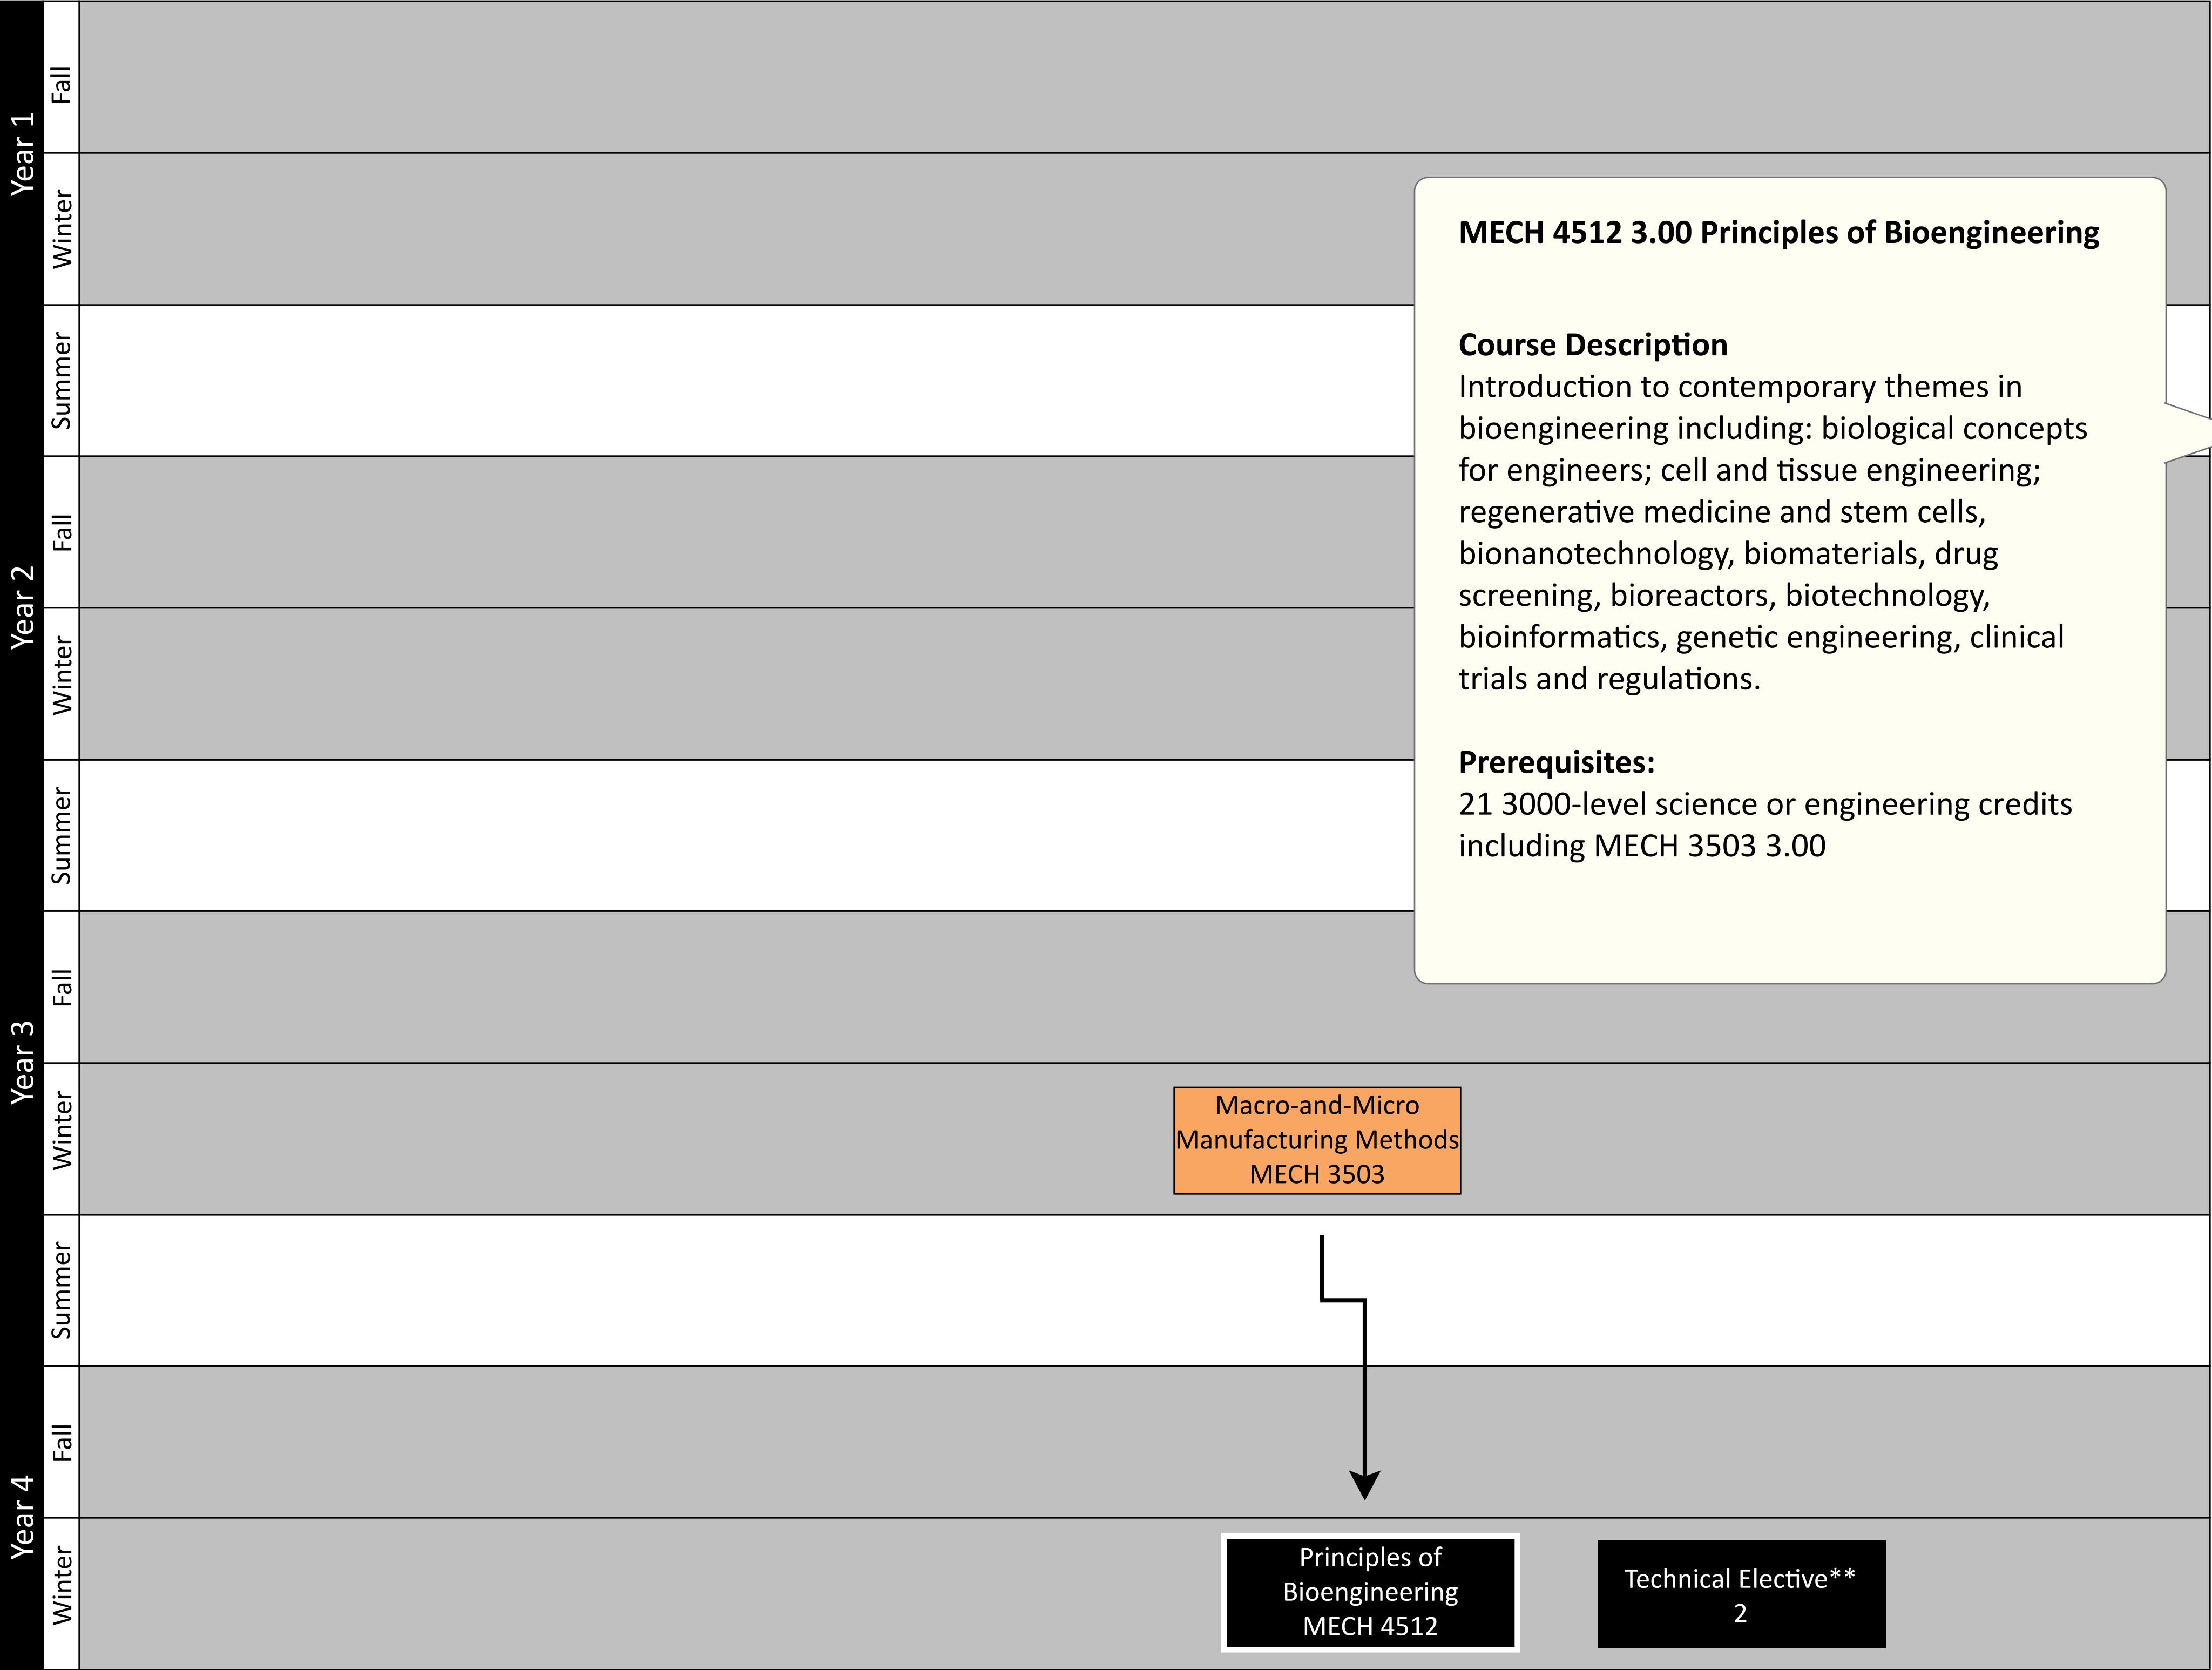 Year 1
Fall
Winter
Summer
Year 2
Fall
Winter
Summer
Year 3
Fall
Winter
Summer
Year 4
Fall
Winter
MECH 4512 3.00 Principles of Bioengineering
Course Description
Introduction to contemporary themes in
bioengineering including: biological concepts
for engineers; cell and tissue engineering;
regenerative medicine and stem cells,
bionanotechnology, biomaterials, drug
screening, bioreactors, biotechnology,
bioinformatics, genetic engineering, clinical
trials and regulations.
Prerequisites:
21 3000-level science or engineering credits
including MECH 3503 3.00
Macro-and-Micro
Manufacturing Methods
MECH 3503
Principles of
Bioengineering
MECH 4512
Technical Elective**
2